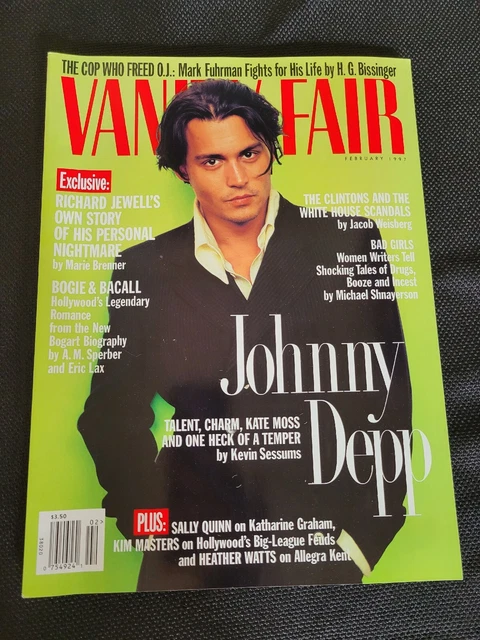 THE COP WHO FREED O.J.: Mark Fuhrman Fights for His Life by H. G. Bissinger
VANITY FAIR
FEBRUARY 1997
Exclusive:
RICHARD JEWELL'S
OWN STORY
OF HIS PERSONAL
NIGHTMARE
by Marie Brenner
BOGIE & BACALL
Hollywood's Legendary
Romance
from the New
Bogart Biography
by A. M. Sperber
and Eric Lax
THE CLINTONS AND THE
WHITE HOUSE SCANDALS
by Jacob Weisberg
BAD GIRLS
Women Writers Tell
Shocking Tales of Drugs,
Booze and Incest
by Michael Shnayerson
Johnny
Depp
TALENT, CHARM, KATE MOSS
AND ONE HECK OF A TEMPER
by Kevin Sessums
PLUS: SALLY QUINN on Katharine Graham,
KIM MASTERS on Hollywood's Big-League Feuds
and HEATHER WATTS on Allegra Kent
$3.50
02>
0 754924 1